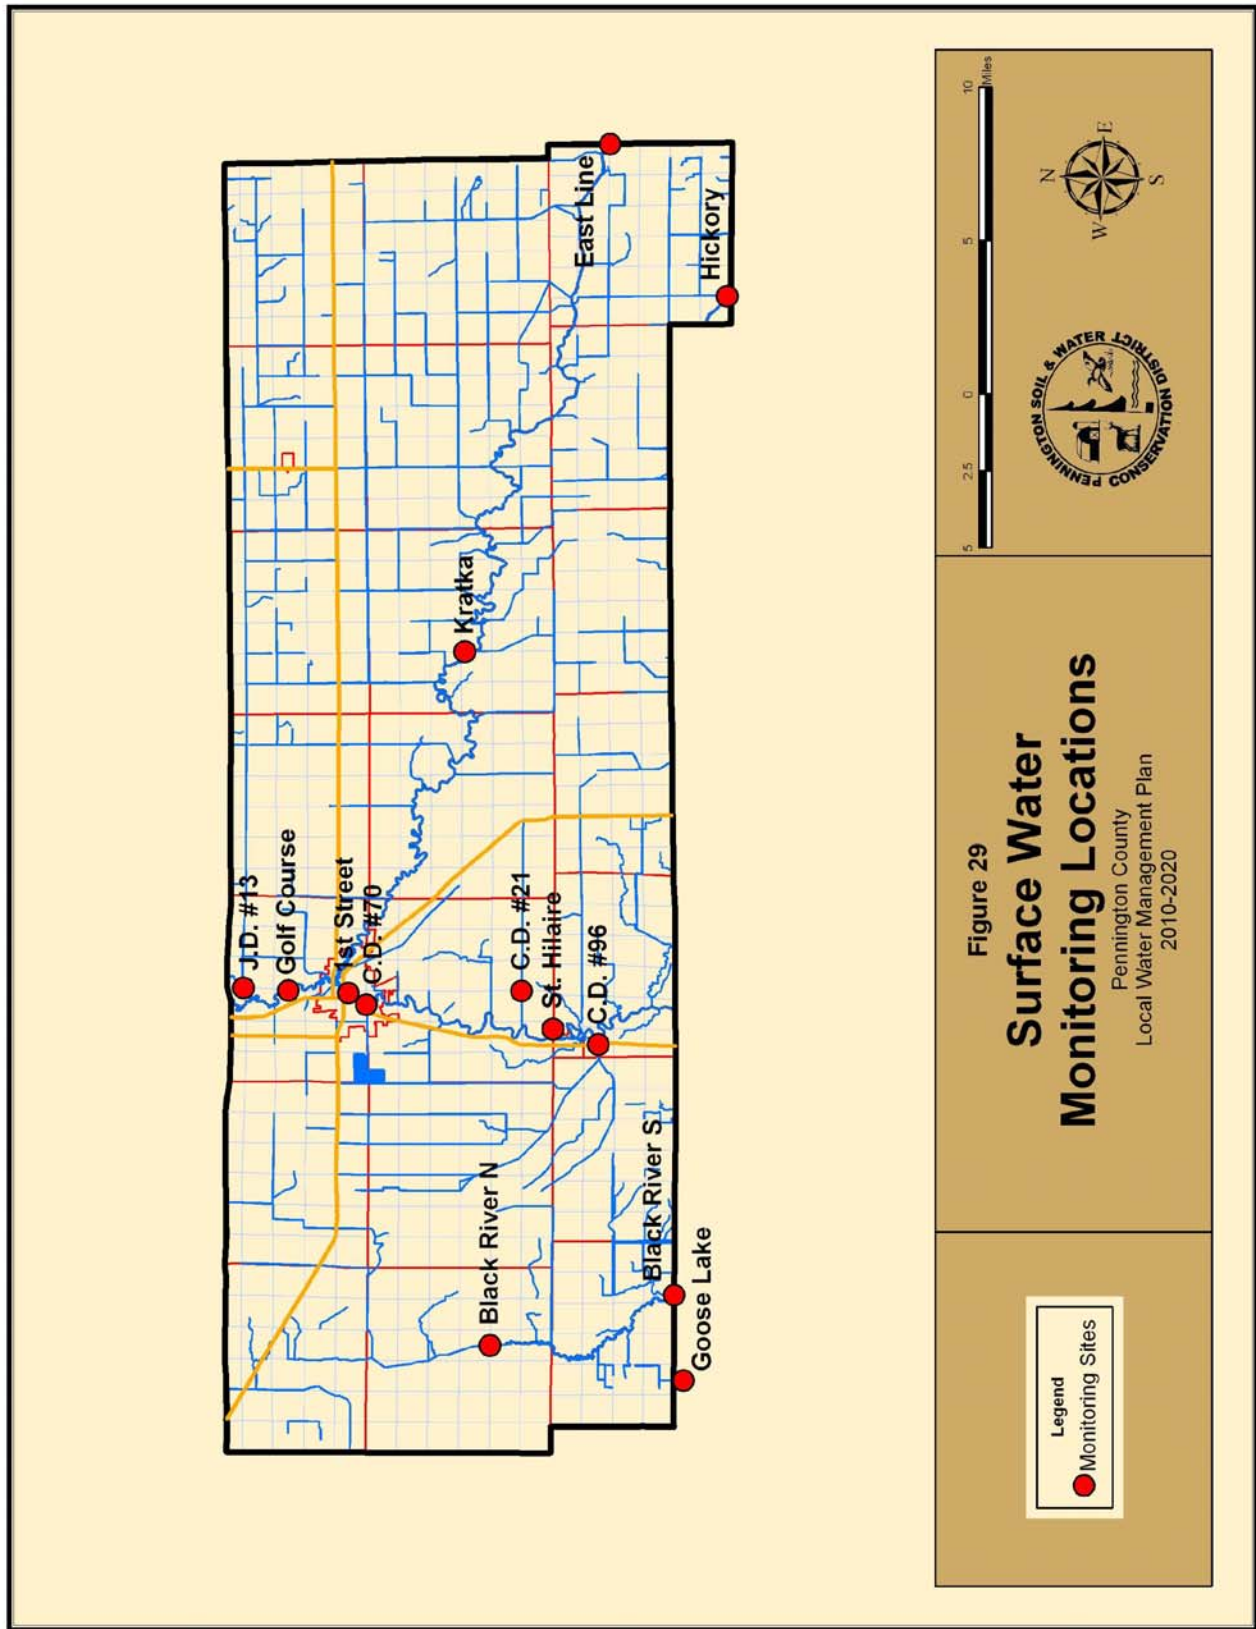 J.D. #13
Golf Course
1st Street
C.D. #70
Kratka
C.D. #21
St. Hilaire
C.D. #96
East Line
Hickory
Black River N
Black River S
Goose Lake
Legend
Monitoring Sites
Figure 29
Surface Water
Monitoring Locations
Pennington County
Local Water Management Plan
2010-2020
5 2.5 0 5 10
Miles
PENNINGTON SOIL & WATER
CONSERVATION DISTRICT
N
W E
S